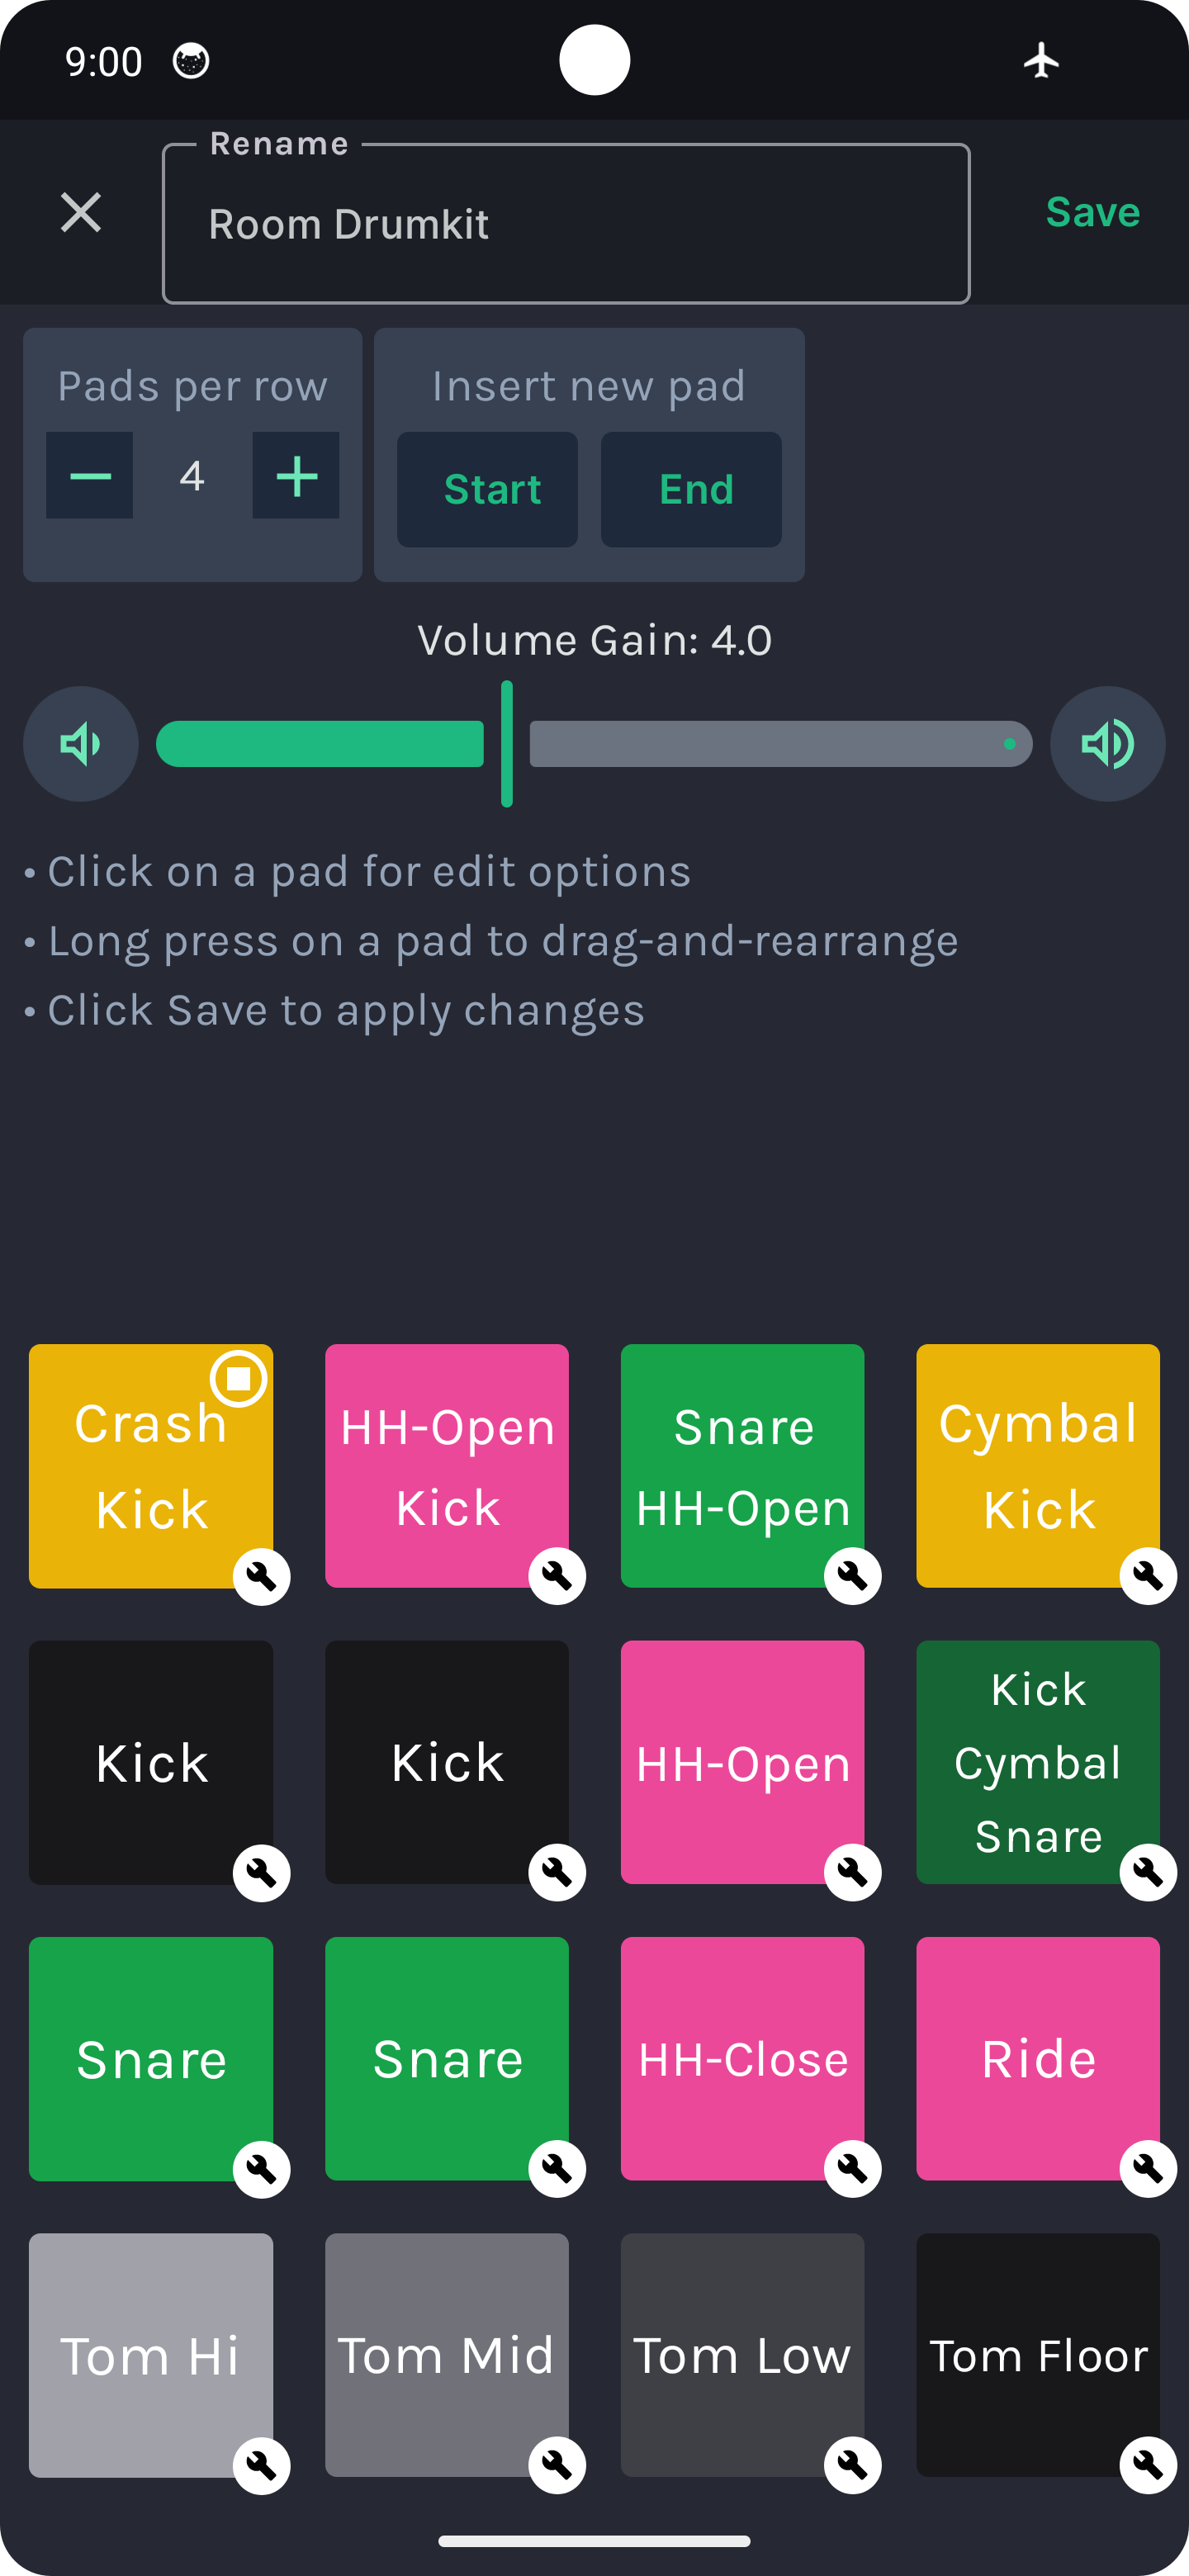 9:00
Rename
Room Drumkit
Save
Pads per row
4
Insert new pad
Start
End
Volume Gain: 4.0
• Click on a pad for edit options
• Long press on a pad to drag-and-rearrange
• Click Save to apply changes
Crash
Kick
HH-Open
Kick
Snare
HH-Open
Cymbal
Kick
Kick
Kick
HH-Open
Kick
Cymbal
Snare
Snare
Snare
HH-Close
Ride
Tom Hi
Tom Mid
Tom Low
Tom Floor